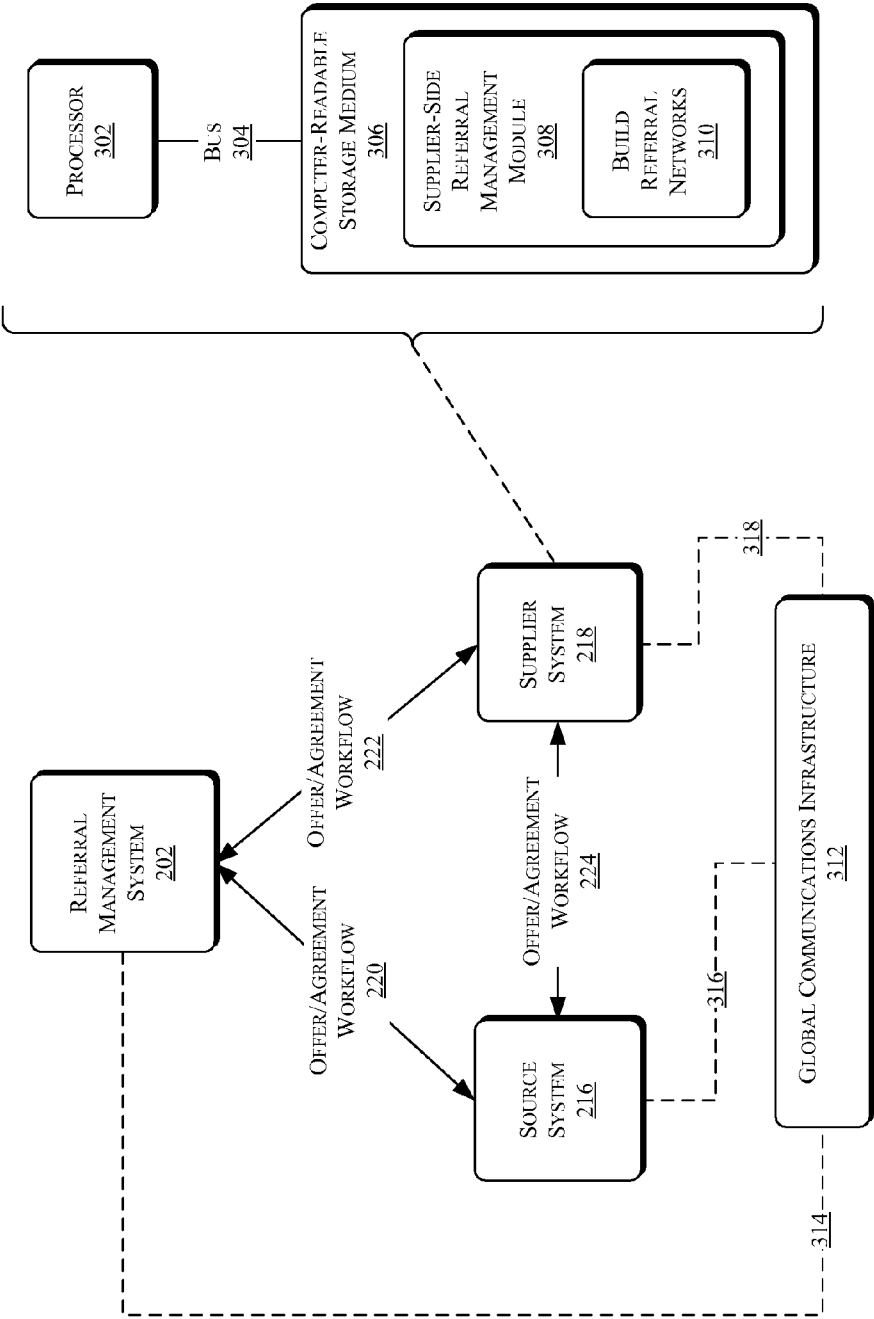 REFERRAL
MANAGEMENT
SYSTEM
202
OFFER/AGREEMENT
WORKFLOW
220
OFFER/AGREEMENT
WORKFLOW
222
SOURCE
SYSTEM
216
OFFER/AGREEMENT
WORKFLOW
224
SUPPLIER
SYSTEM
218
314
316
318
GLOBAL COMMUNICATIONS INFRASTRUCTURE
312
PROCESSOR
302
BUS
304
COMPUTER-READABLE
STORAGE MEDIUM
306
SUPPLIER-SIDE
REFERRAL
MANAGEMENT
MODULE
308
BUILD
REFERRAL
NETWORKS
310